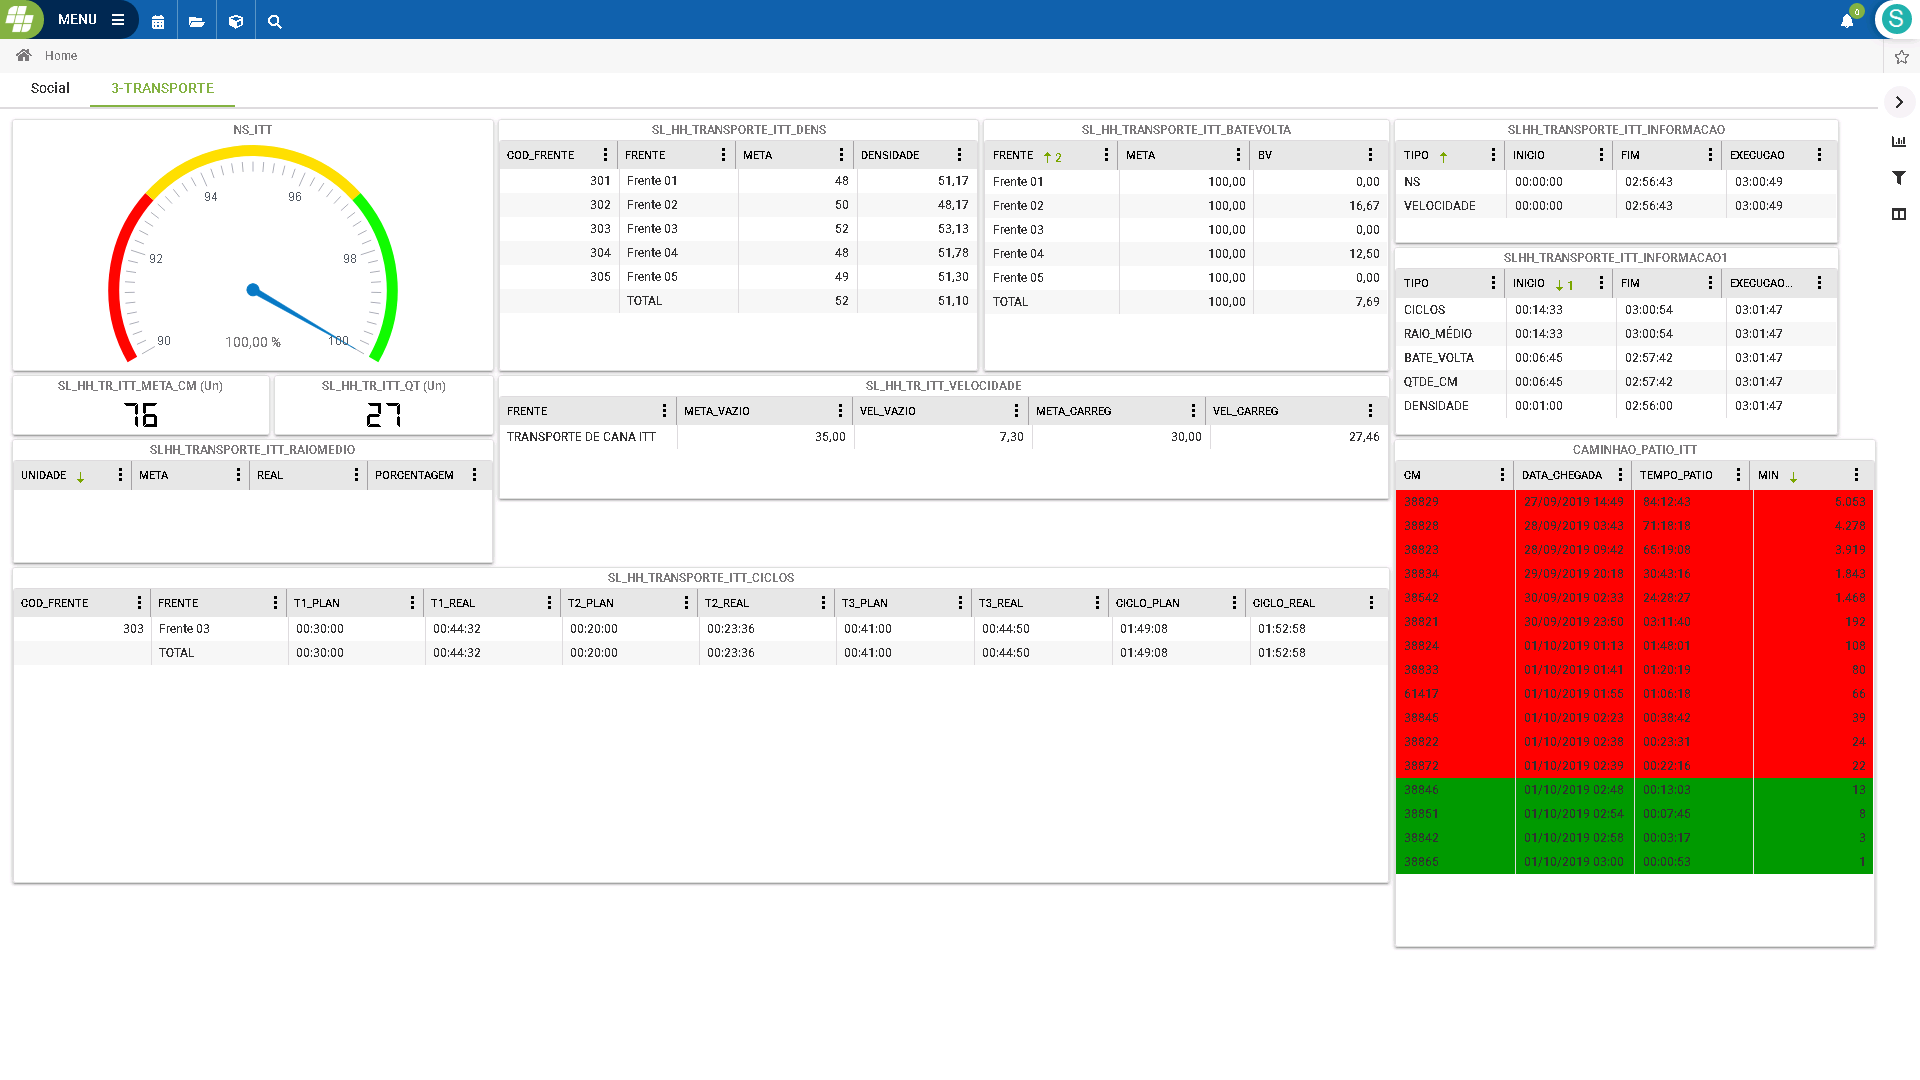 MENU
0
S
Home
Social
3-TRANSPORTE
NS_ITT
90
92
94
96
98
100
100,00 %
SL_HH_TR_ITT_META_CM (Un)
76
SL_HH_TR_ITT_QT (Un)
27
SLHH_TRANSPORTE_ITT_RAIOMEDIO
UNIDADE META REAL PORCENTAGEM
SL_HH_TRANSPORTE_ITT_DENS
COD_FRENTE FRENTE META DENSIDADE
301 Frente 01 48 51,17
302 Frente 02 50 48,17
303 Frente 03 52 53,13
304 Frente 04 48 51,78
305 Frente 05 49 51,30
TOTAL 52 51,10
SL_HH_TRANSPORTE_ITT_BATEVOLTA
FRENTE 2 META BV
Frente 01 100,00 0,00
Frente 02 100,00 16,67
Frente 03 100,00 0,00
Frente 04 100,00 12,50
Frente 05 100,00 0,00
TOTAL 100,00 7,69
SL_HH_TR_ITT_VELOCIDADE
FRENTE META_VAZIO VEL_VAZIO META_CARREG VEL_CARREG
TRANSPORTE DE CANA ITT 35,00 7,30 30,00 27,46
SL_HH_TRANSPORTE_ITT_CICLOS
COD_FRENTE FRENTE T1_PLAN T1_REAL T2_PLAN T2_REAL T3_PLAN T3_REAL CICLO_PLAN CICLO_REAL
303 Frente 03 00:30:00 00:44:32 00:20:00 00:23:36 00:41:00 00:44:50 01:49:08 01:52:58
TOTAL 00:30:00 00:44:32 00:20:00 00:23:36 00:41:00 00:44:50 01:49:08 01:52:58
SLHH_TRANSPORTE_ITT_INFORMACAO
TIPO INICIO FIM EXECUCAO
NS 00:00:00 02:56:43 03:00:49
VELOCIDADE 00:00:00 02:56:43 03:00:49
SLHH_TRANSPORTE_ITT_INFORMACAO1
TIPO INICIO 1 FIM EXECUCAO...
CICLOS 00:14:33 03:00:54 03:01:47
RAIO_MÉDIO 00:14:33 03:00:54 03:01:47
BATE_VOLTA 00:06:45 02:57:42 03:01:47
QTDE_CM 00:06:45 02:57:42 03:01:47
DENSIDADE 00:01:00 02:56:00 03:01:47
CAMINHAO_PATIO_ITT
CM DATA_CHEGADA TEMPO_PATIO MIN
38829 27/09/2019 14:49 84:12:43 5.053
38828 28/09/2019 03:43 71:18:18 4.278
38823 28/09/2019 09:42 65:19:08 3.919
38834 29/09/2019 20:18 30:43:16 1.843
38542 30/09/2019 02:33 24:28:27 1.468
38821 30/09/2019 23:50 03:11:40 192
38824 01/10/2019 01:13 01:48:01 108
38833 01/10/2019 01:41 01:20:19 80
61417 01/10/2019 01:55 01:06:18 66
38845 01/10/2019 02:23 00:38:42 39
38822 01/10/2019 02:38 00:23:31 24
38872 01/10/2019 02:39 00:22:16 22
38846 01/10/2019 02:48 00:13:03 13
38851 01/10/2019 02:54 00:07:45 8
38842 01/10/2019 02:58 00:03:17 3
38865 01/10/2019 03:00 00:00:53 1